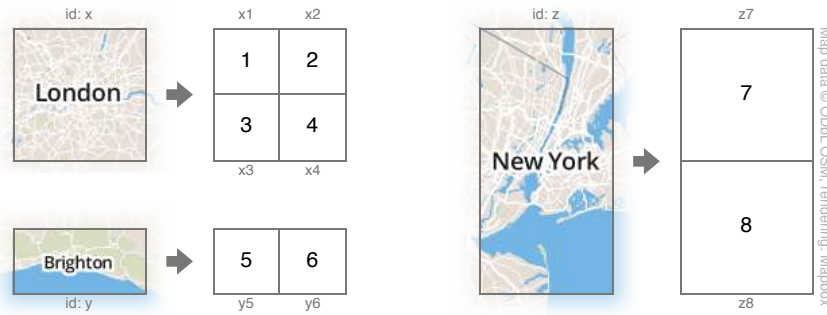 id: x
x1 x2
London
1 2
3 4
x3 x4
Brighton
id: y
5 6
y5 y6
id: z
New York
z7
7
8
z8
Map data © ODbL OSM, rendering: Mapbox